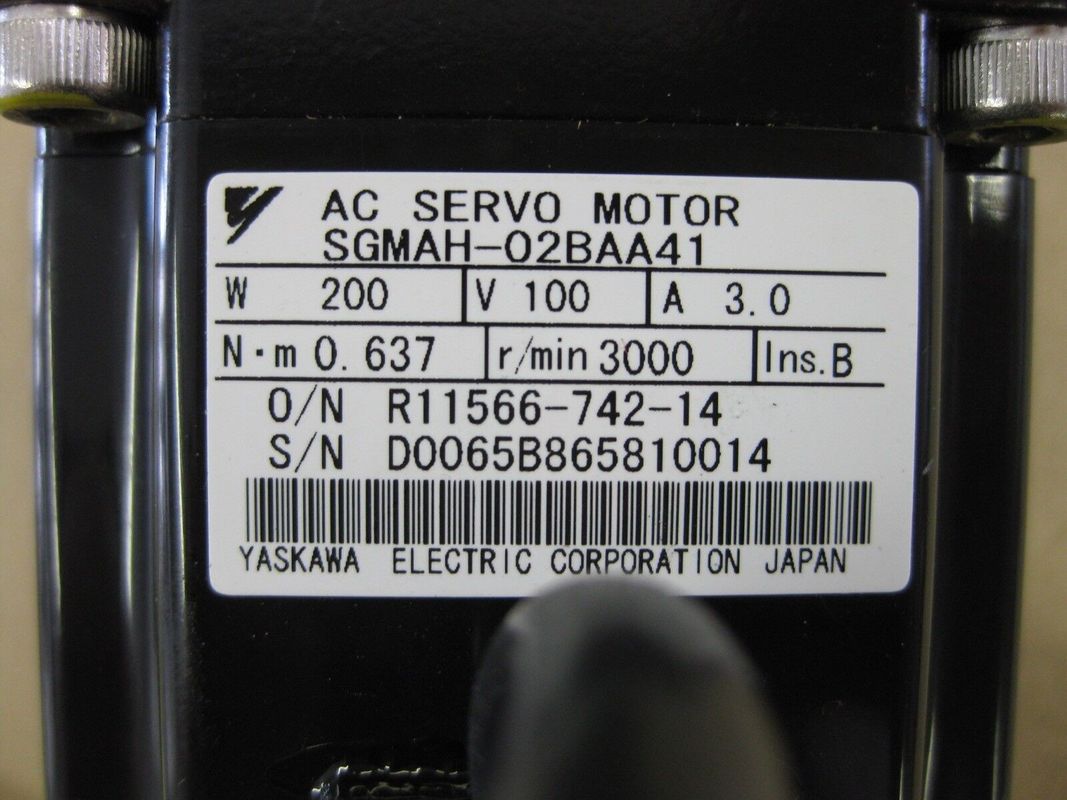 AC SERVO MOTOR
SGMAH-02BAA41
W 200 V 100 A 3.0
N·m 0.637 r/min 3000 Ins. B
O/N R11566-742-14
S/N D0065B865810014
YASKAWA ELECTRIC CORPORATION JAPAN